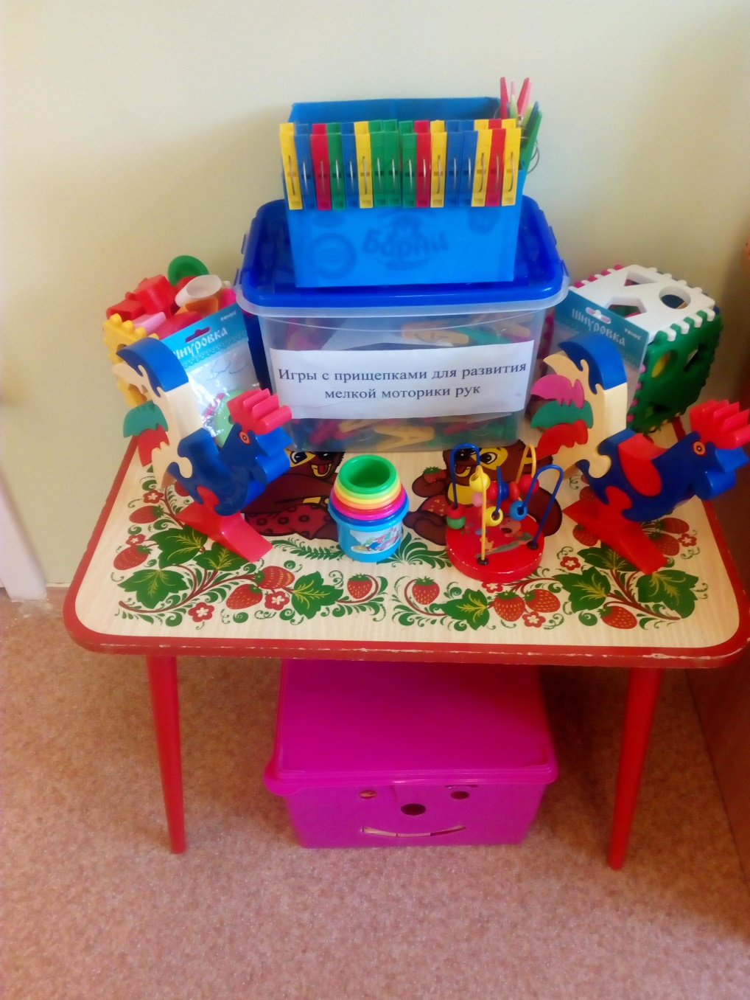 Барни
Шнуровка
Шнуровка
Игры с прищепками для развития
мелкой моторики рук